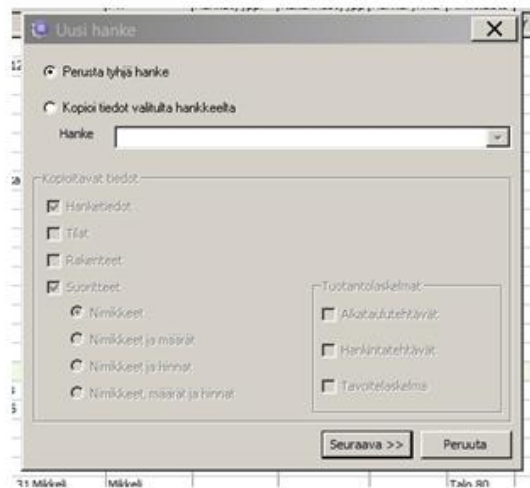 Uusi hanke
Perusta tyhjä hanke
Kopioi tiedot valitulta hankkeelta
Hanke
Kopioitavat tiedot
Hanketiedot
Tilat
Rakenteet
Suoritteet
Nimikkeet
Nimikkeet ja määrät
Nimikkeet ja hinnat
Nimikkeet, määrät ja hinnat
Tuotantolaskelmat
Aikataulutehtävät
Hankintatehtävät
Tavoitelaskelma
Seuraava >>
Peruuta
31 Mikkeli
Mikkeli
Talo 80